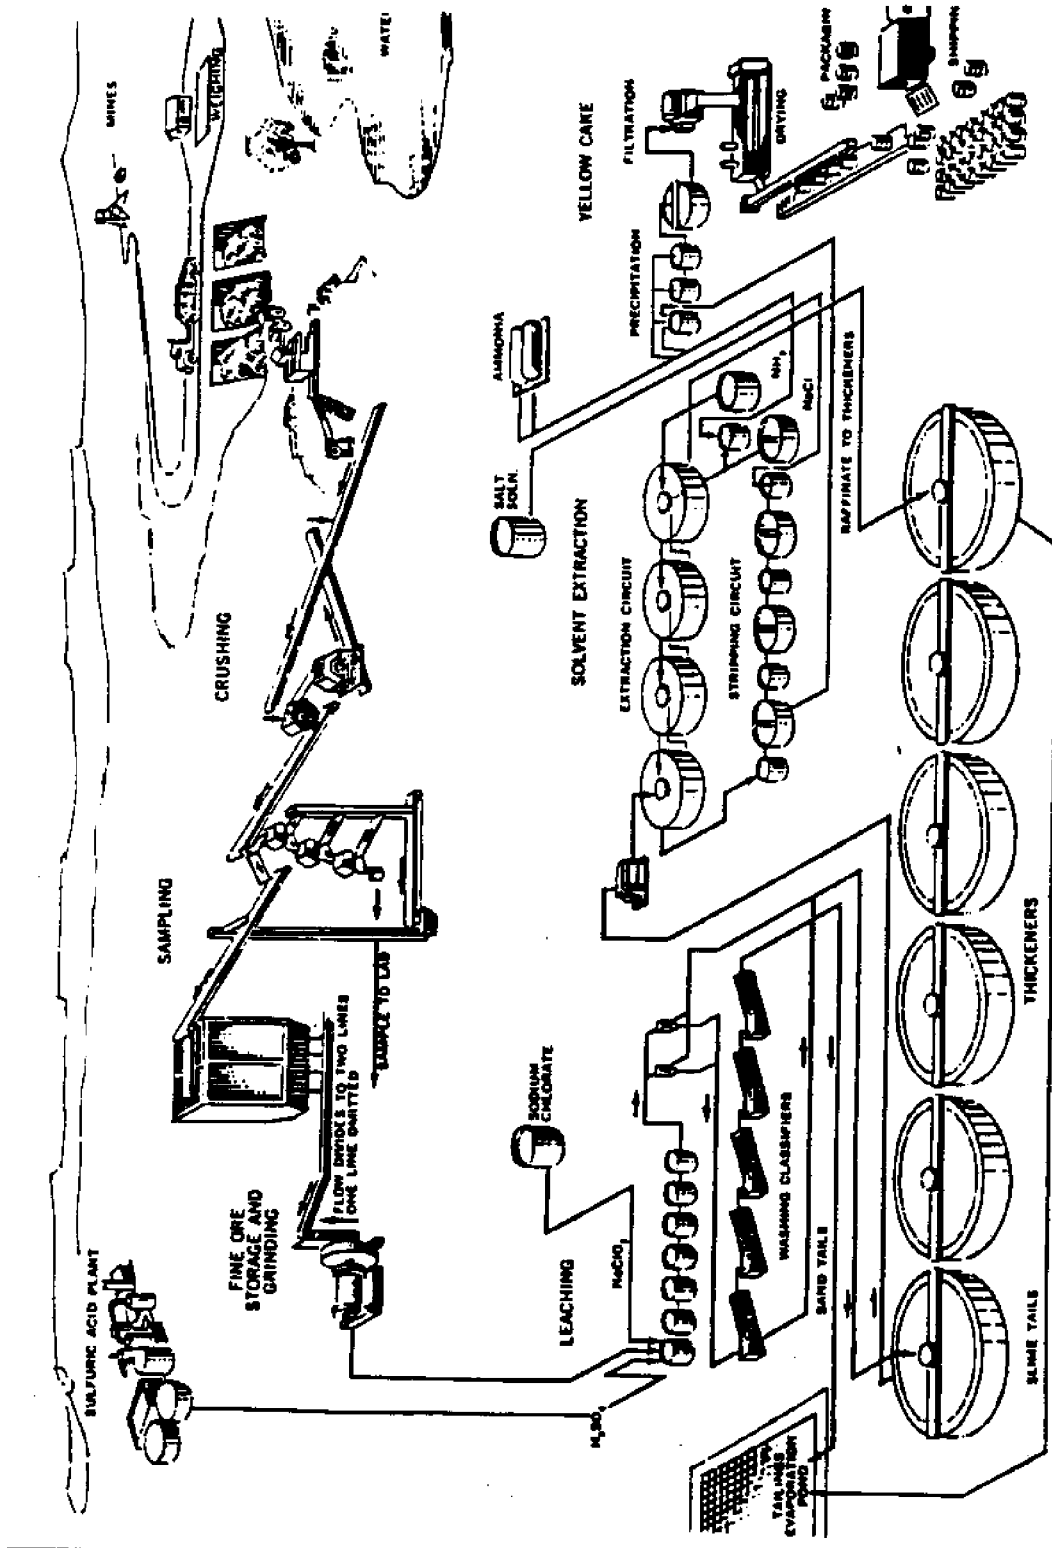 SULFURIC ACID PLANT
MINES
WEIGHING
WATE
FINE ORE
STORAGE AND
GRINDING
SAMPLING
CRUSHING
FLOW DIVIDES TO TWO LINES
ONE LINE OMITTED
SAMPLE TO LAB
SODIUM
CHLORATE
SALT
SOLN.
AMMONIA
LEACHING
SOLVENT EXTRACTION
YELLOW CAKE
H2SO4
NaClO3
EXTRACTION CIRCUIT
PRECIPITATION
FILTRATION
STRIPPING CIRCUIT
NH3
NaCl
DRYING
PACKAGIN
SHIPPIN
WASHING CLASSIFIERS
SAND TAILS
RAFFINATE TO THICKENERS
TAILINGS
EVAPORATION
POND
SLIME TAILS
THICKENERS